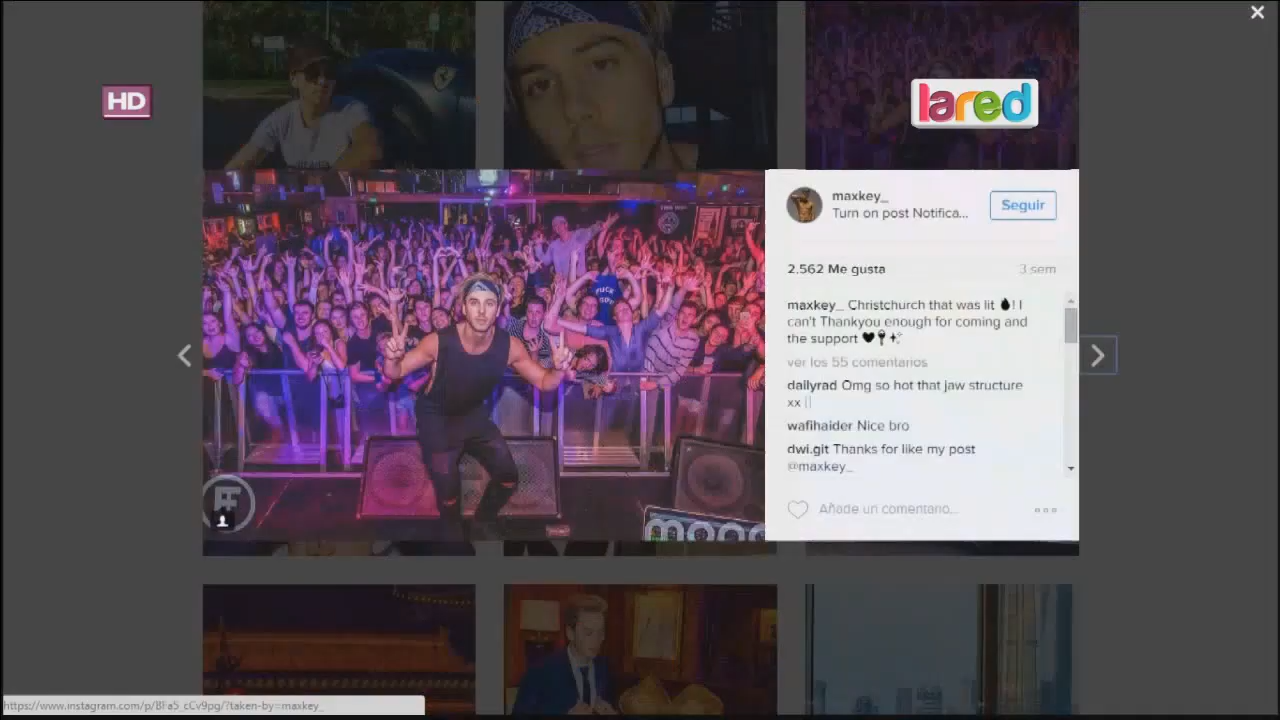 HD
lared
maxkey_
Turn on post Notifica...
Seguir
2,562 Me gusta
3 sem
maxkey_ Christchurch that was lit! I
can't Thankyou enough for coming and
the support
ver los 55 comentarios
dailyrad Omg so hot that jaw structure
xx
wafihaider Nice bro
dwi.git Thanks for like my post
@maxkey_
Añade un comentario...
FUCK
https://www.instagram.com/p/BFa5_cCv9pg/?taken-by=maxkey_